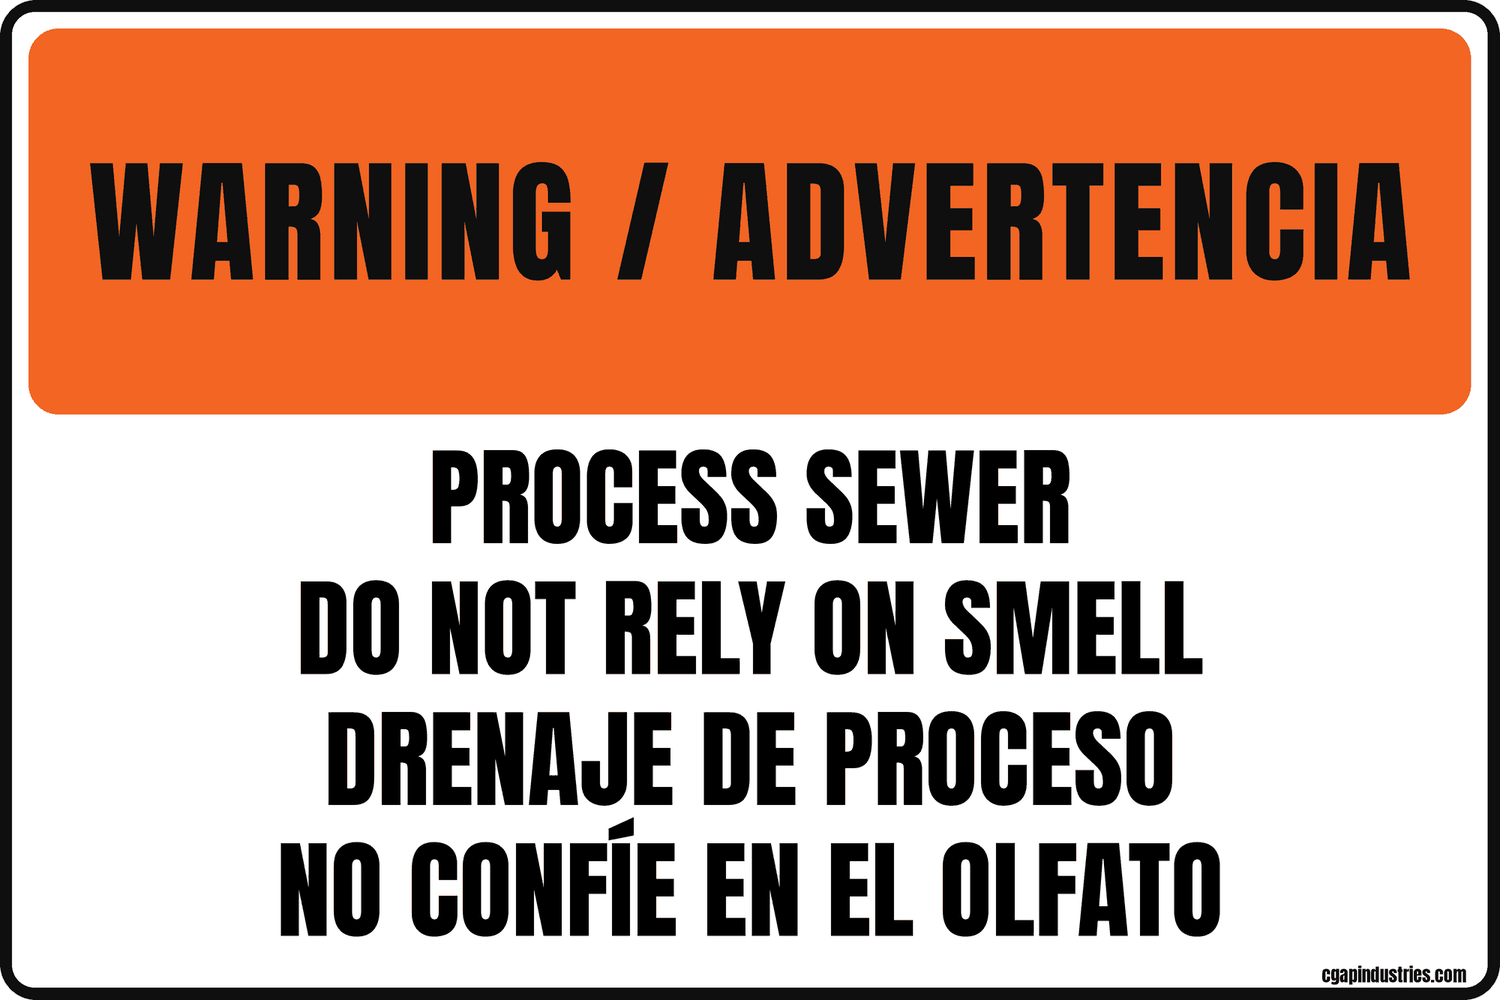 WARNING / ADVERTENCIA
PROCESS SEWER
DO NOT RELY ON SMELL
DRENAJE DE PROCESO
NO CONFÍE EN EL OLFATO
cgapindustries.com